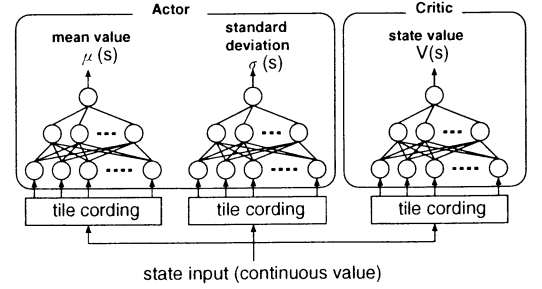 Actor
Critic
mean value
μ (s)
standard
deviation
σ (s)
state value
V(s)
tile cording
tile cording
tile cording
state input (continuous value)